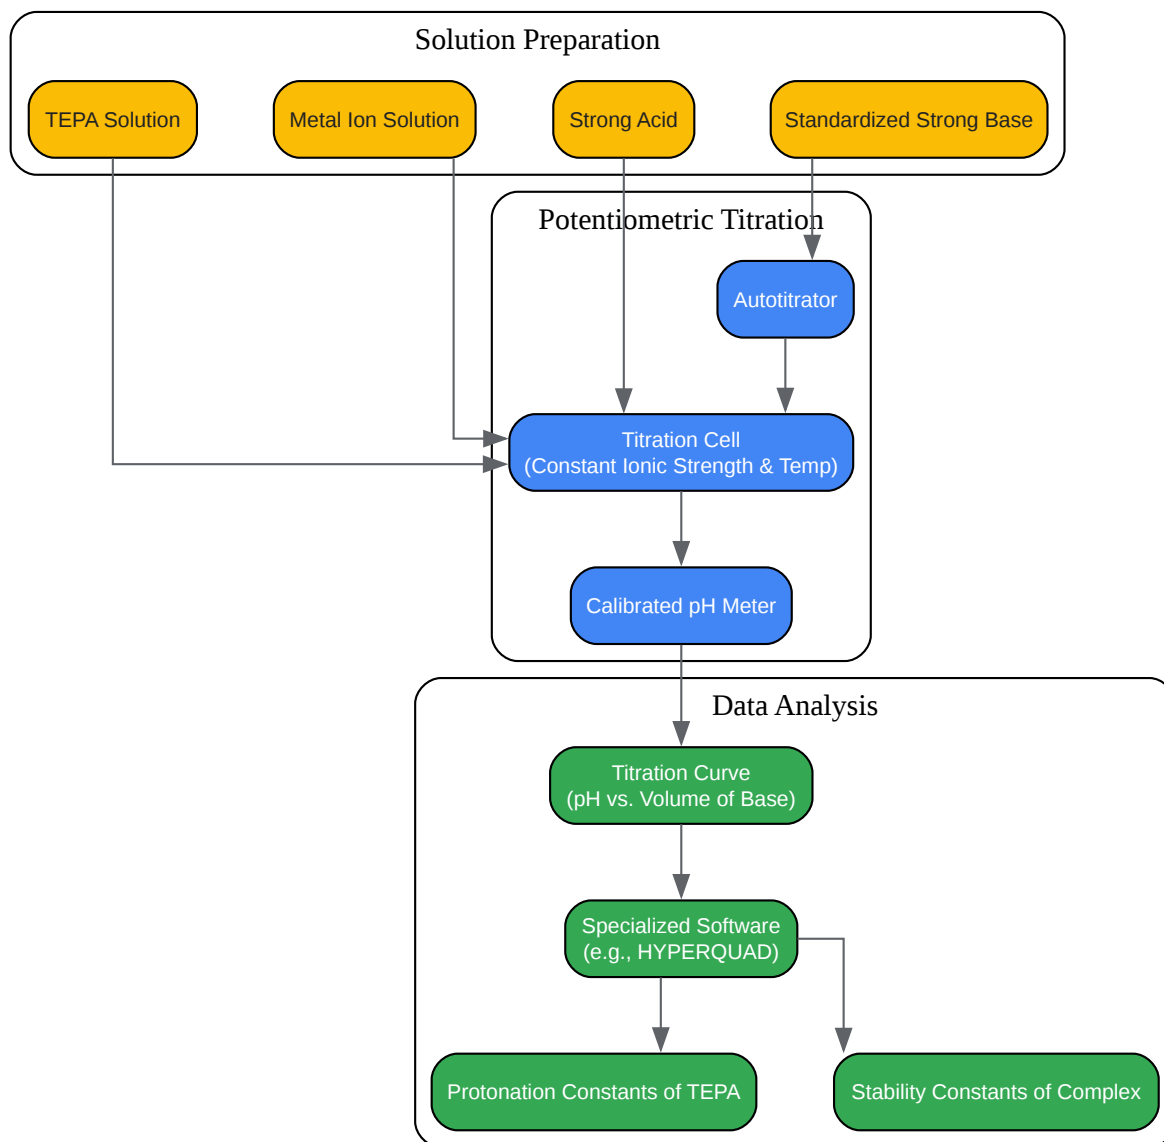 Solution Preparation
TEPA Solution
Metal Ion Solution
Strong Acid
Standardized Strong Base
Potentiometric Titration
Autotitrator
Titration Cell
(Constant Ionic Strength & Temp)
Calibrated pH Meter
Data Analysis
Titration Curve
(pH vs. Volume of Base)
Specialized Software
(e.g., HYPERQUAD)
Protonation Constants of TEPA
Stability Constants of Complex